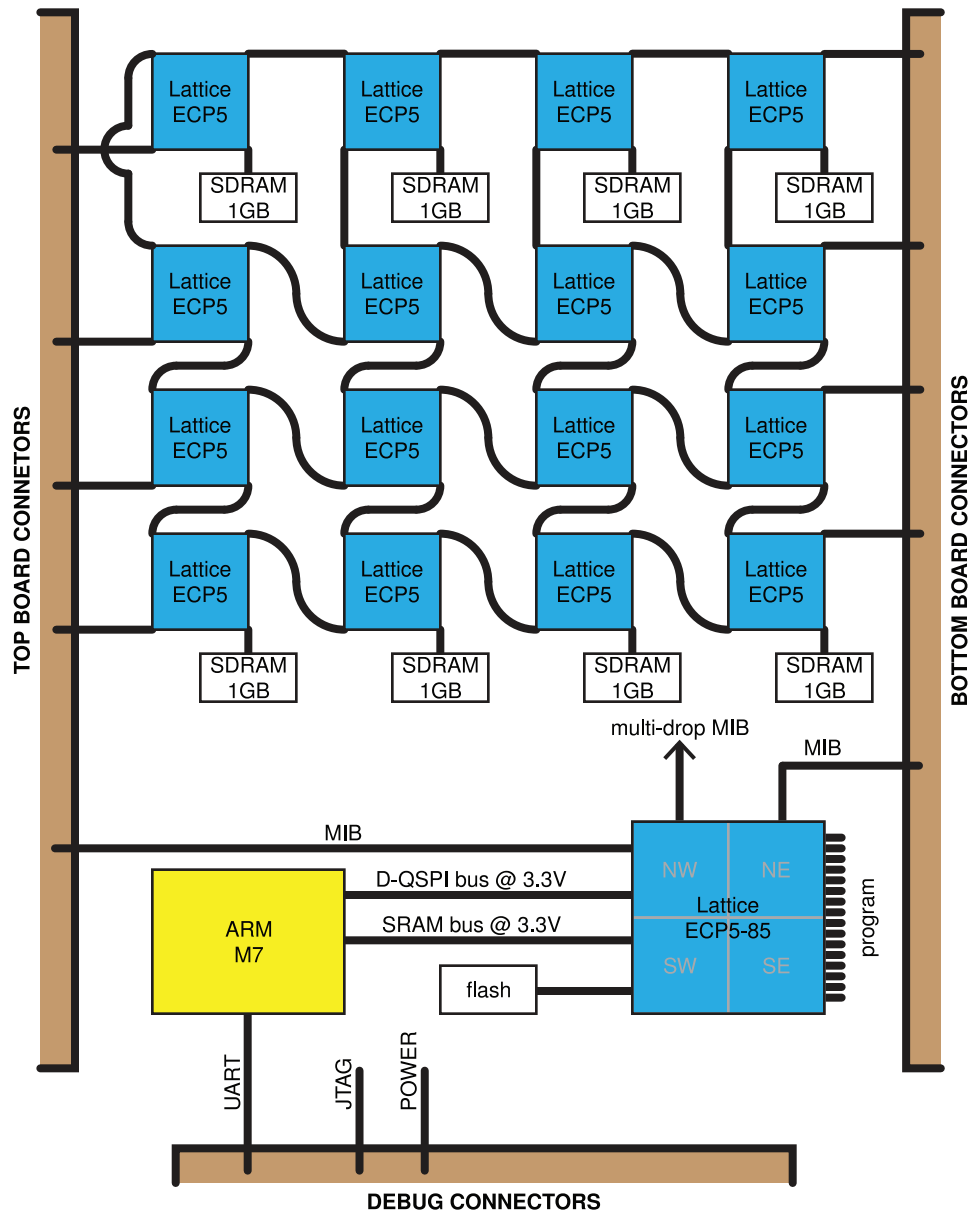 Lattice
ECP5
Lattice
ECP5
Lattice
ECP5
Lattice
ECP5
SDRAM
1GB
SDRAM
1GB
SDRAM
1GB
SDRAM
1GB
Lattice
ECP5
Lattice
ECP5
Lattice
ECP5
Lattice
ECP5
Lattice
ECP5
Lattice
ECP5
Lattice
ECP5
Lattice
ECP5
Lattice
ECP5
Lattice
ECP5
Lattice
ECP5
Lattice
ECP5
SDRAM
1GB
SDRAM
1GB
SDRAM
1GB
SDRAM
1GB
TOP BOARD CONNETORS
BOTTOM BOARD CONNECTORS
multi-drop MIB
MIB
MIB
D-QSPI bus @ 3.3V
SRAM bus @ 3.3V
ARM
M7
flash
NW
NE
Lattice
ECP5-85
SW
SE
program
UART
JTAG
POWER
DEBUG CONNECTORS